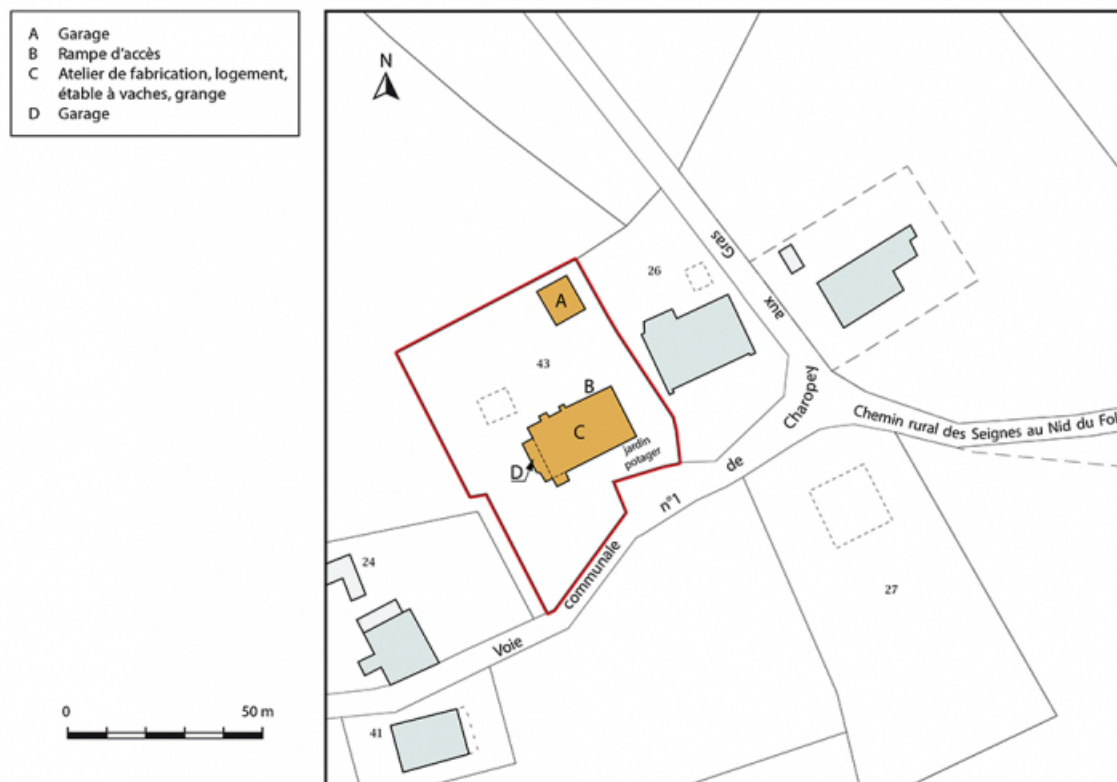 A Garage
B Rampe d'accès
C Atelier de fabrication, logement,
étable à vaches, grange
D Garage
N
Gras
aux
26
A
43
B
Charopey
Chemin rural des Seignes au Nid du Fol
C
jardin
potager
D
de
n°1
communale
24
27
Voie
0 50 m
41